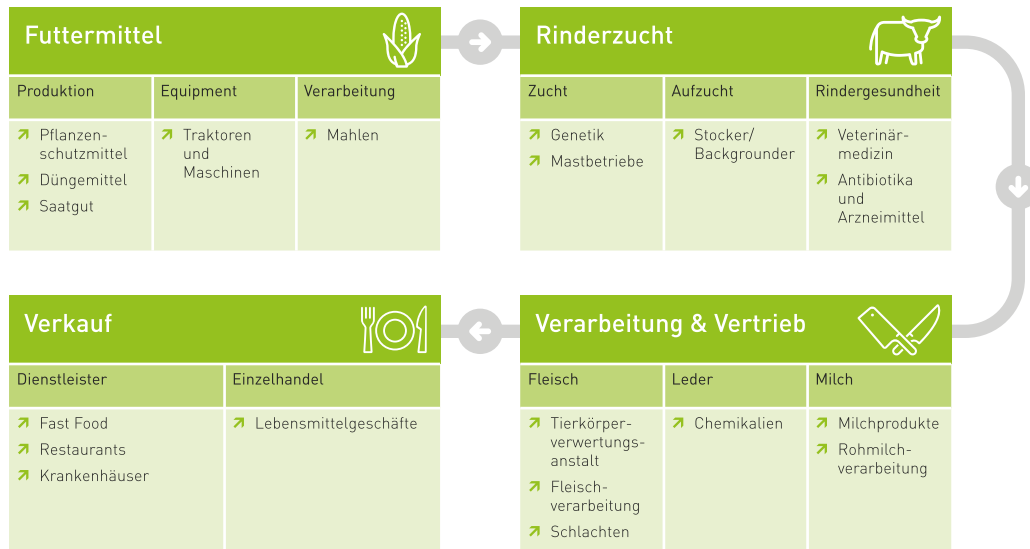 Futtermittel
Produktion
Pflanzen-
schutzmittel
Düngemittel
Saatgut
Equipment
Traktoren
und
Maschinen
Verarbeitung
Mahlen
Rinderzucht
Zucht
Genetik
Mastbetriebe
Aufzucht
Stocker/
Backgrounder
Rindergesundheit
Veterinär-
medizin
Antibiotika
und
Arzneimittel
Verarbeitung & Vertrieb
Fleisch
Tierkörper-
verwertungs-
anstalt
Fleisch-
verarbeitung
Schlachten
Leder
Chemikalien
Milch
Milchprodukte
Rohmilch-
verarbeitung
Verkauf
Dienstleister
Fast Food
Restaurants
Krankenhäuser
Einzelhandel
Lebensmittelgeschäfte